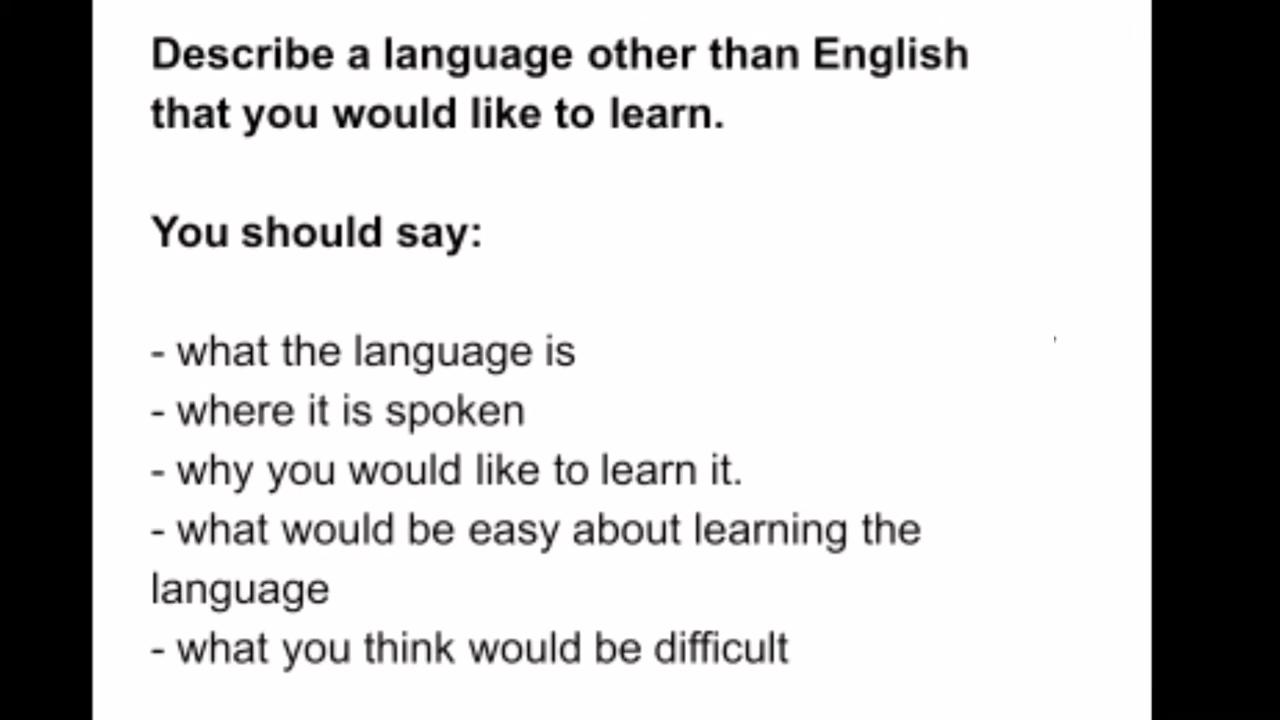 Describe a language other than English
that you would like to learn.
You should say:
- what the language is
- where it is spoken
- why you would like to learn it.
- what would be easy about learning the
language
- what you think would be difficult